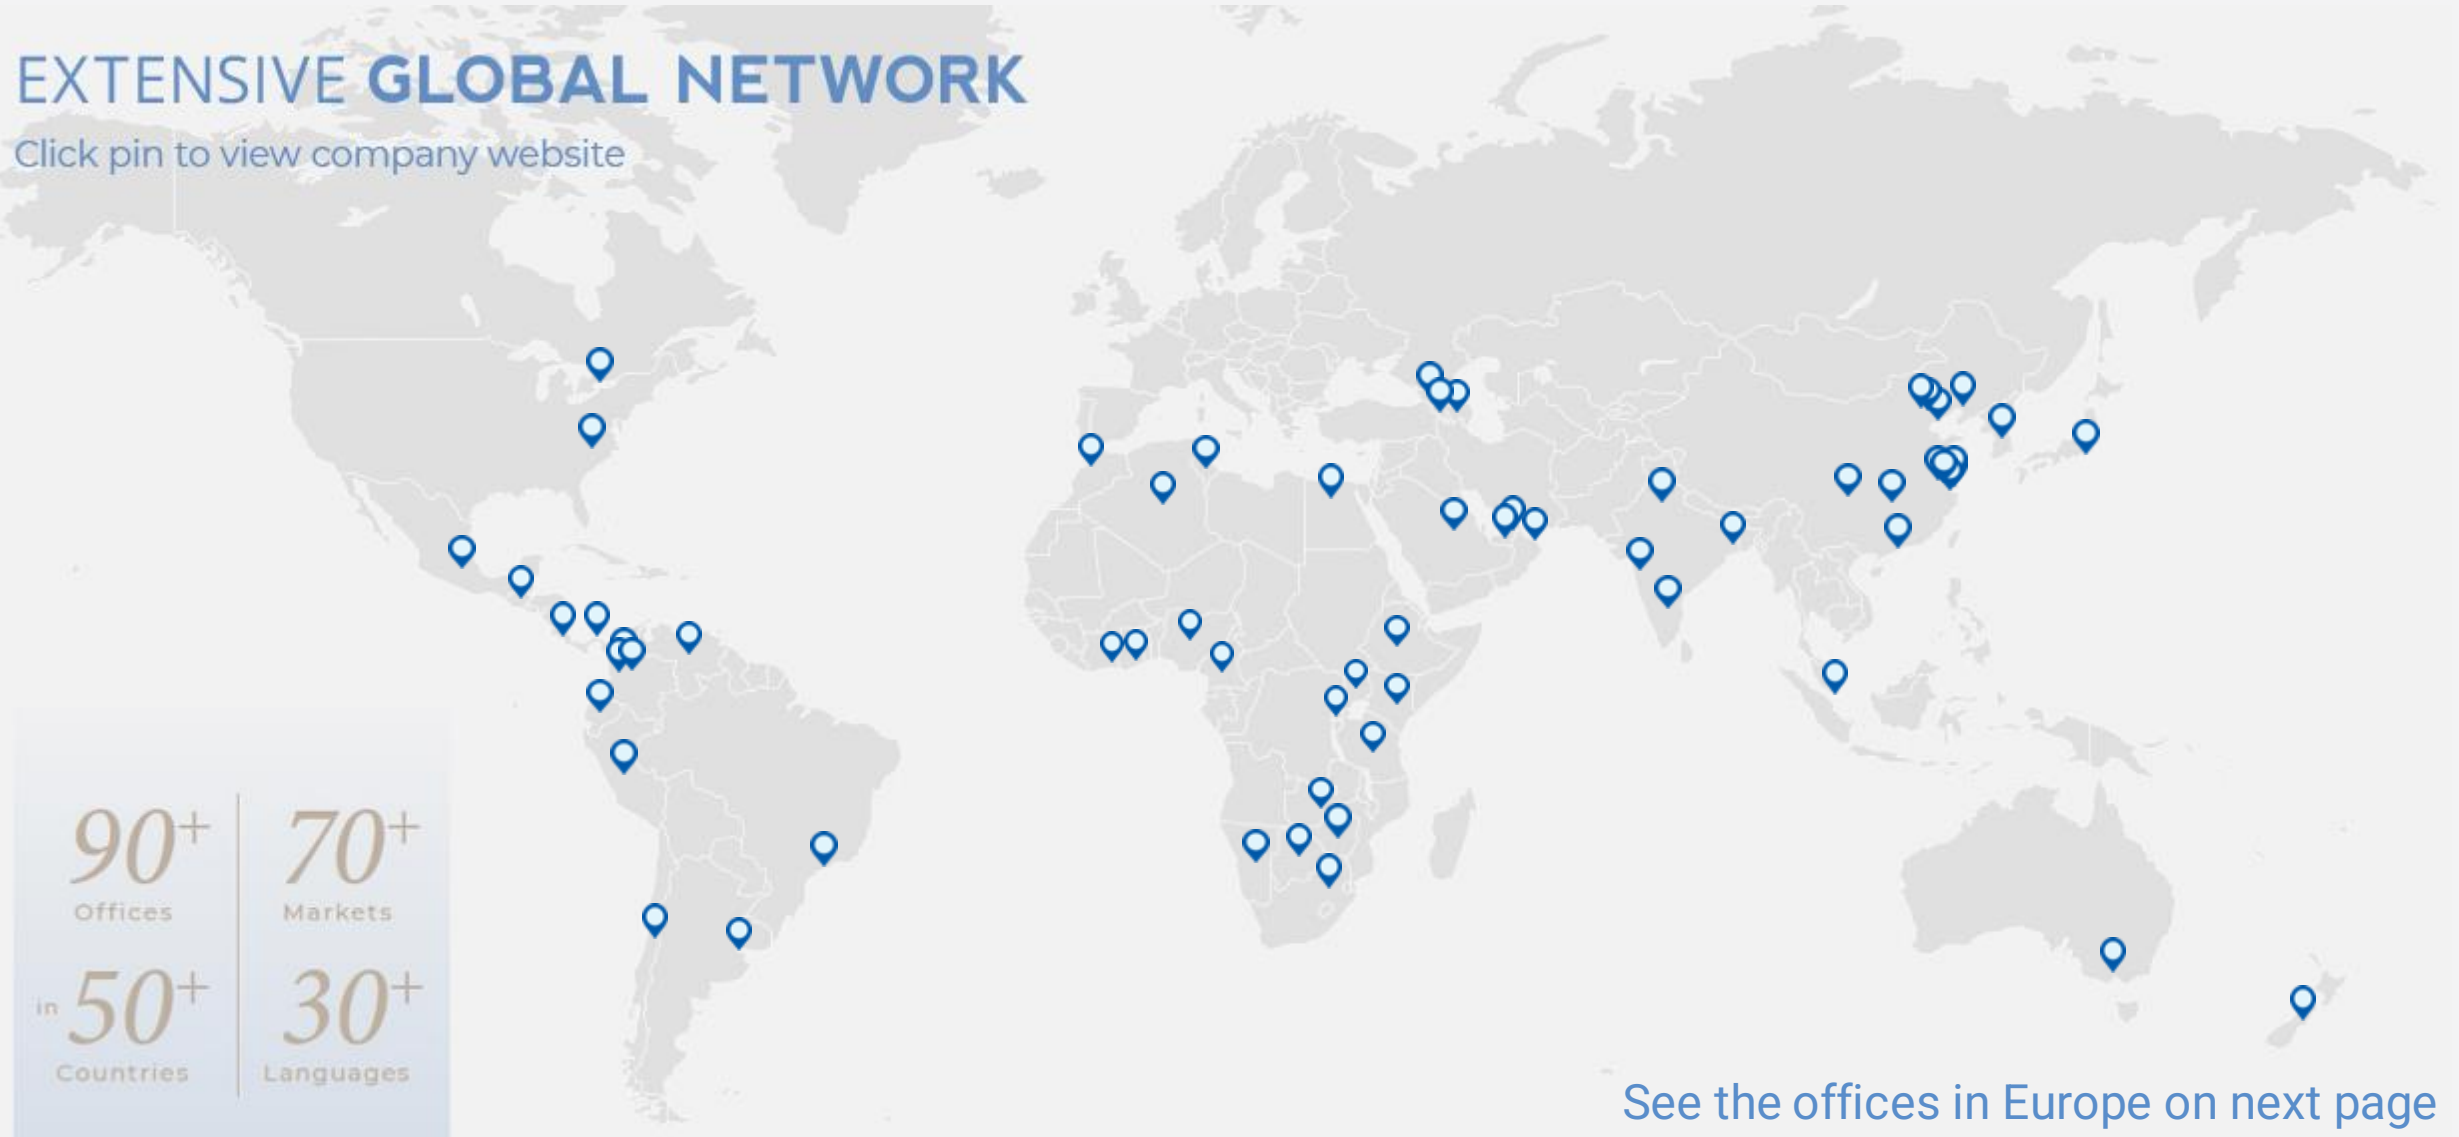 EXTENSIVE GLOBAL NETWORK
Click pin to view company website
90+
Offices
70+
Markets
in 50+
Countries
30+
Languages
See the offices in Europe on next page